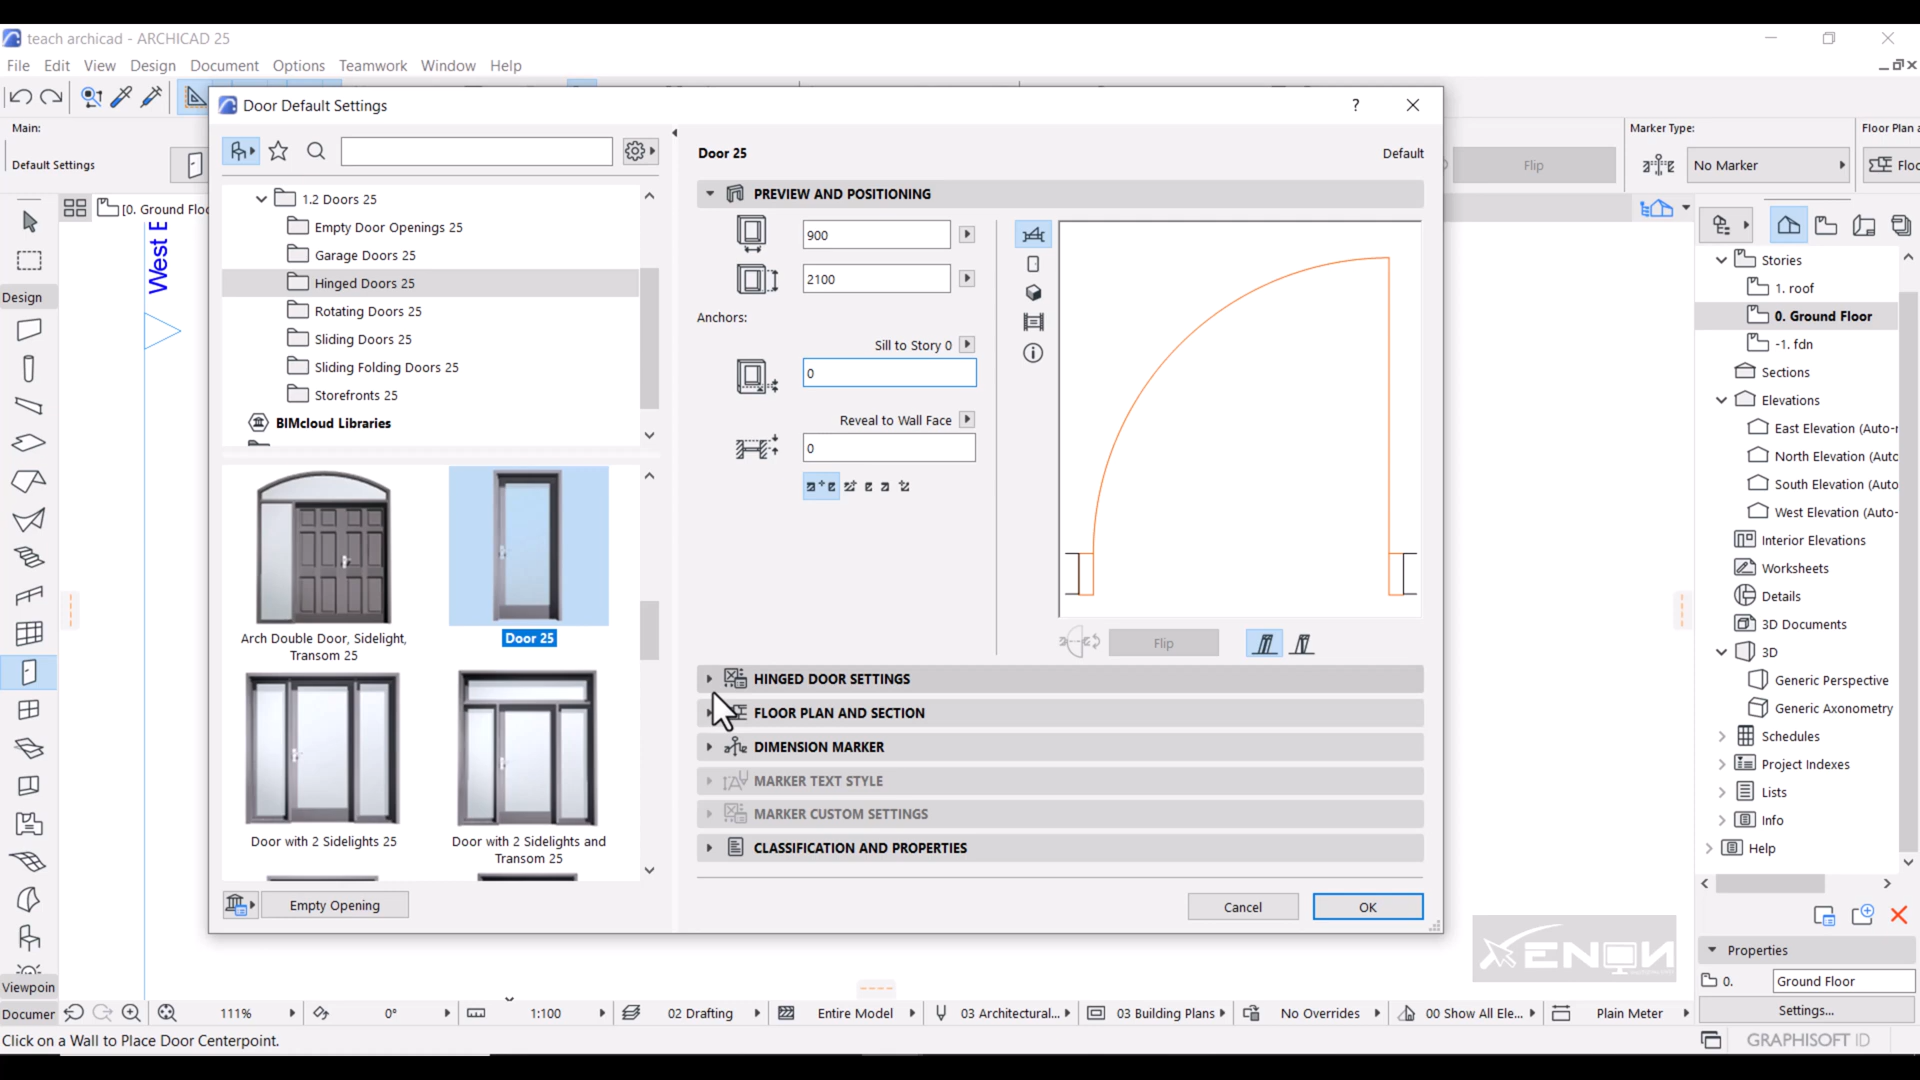 teach archicad - ARCHICAD 25
File Edit View Design Document Options Teamwork Window Help
Main:
Default Settings
Door Default Settings
Door 25
Default
Marker Type:
Floor Plan a
Flip
No Marker
Floo
[0. Ground Floo
West E
Design
1.2 Doors 25
Empty Door Openings 25
Garage Doors 25
Hinged Doors 25
Rotating Doors 25
Sliding Doors 25
Sliding Folding Doors 25
Storefronts 25
BIMcloud Libraries
Arch Double Door, Sidelight,
Transom 25
Door 25
Door with 2 Sidelights 25
Door with 2 Sidelights and
Transom 25
Empty Opening
PREVIEW AND POSITIONING
900
2100
Anchors:
Sill to Story 0
0
Reveal to Wall Face
0
Flip
HINGED DOOR SETTINGS
FLOOR PLAN AND SECTION
DIMENSION MARKER
MARKER TEXT STYLE
MARKER CUSTOM SETTINGS
CLASSIFICATION AND PROPERTIES
Cancel
OK
Stories
1. roof
0. Ground Floor
-1. fdn
Sections
Elevations
East Elevation (Auto-r
North Elevation (Autc
South Elevation (Auto
West Elevation (Auto-
Interior Elevations
Worksheets
Details
3D Documents
3D
Generic Perspective
Generic Axonometry
Schedules
Project Indexes
Lists
Info
Help
XENON
Properties
0.
Ground Floor
Settings...
Viewpoin
Documer
111%
0°
1:100
02 Drafting
Entire Model
03 Architectural...
03 Building Plans
No Overrides
00 Show All Ele...
Plain Meter
Click on a Wall to Place Door Centerpoint.
GRAPHISOFT ID